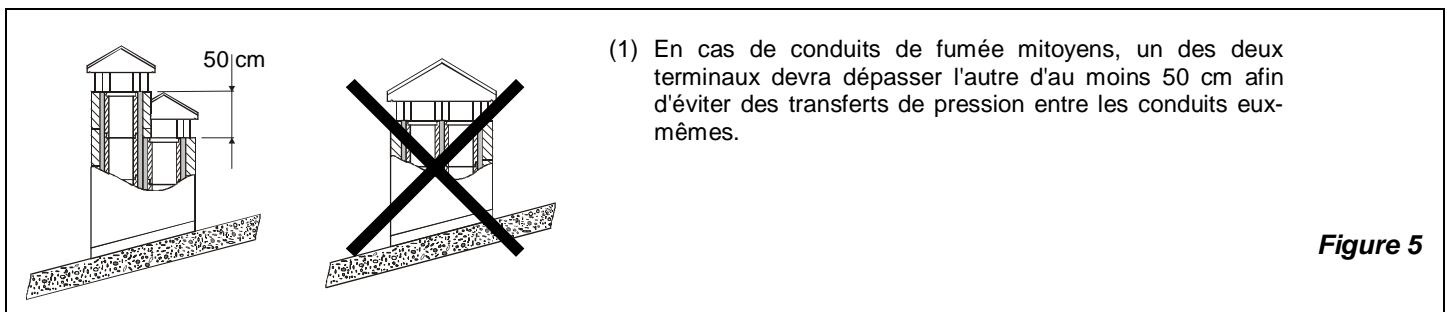 50 cm
(1) En cas de conduits de fumée mitoyens, un des deux
terminaux devra dépasser l'autre d'au moins 50 cm afin
d'éviter des transferts de pression entre les conduits eux-
mêmes.
Figure 5